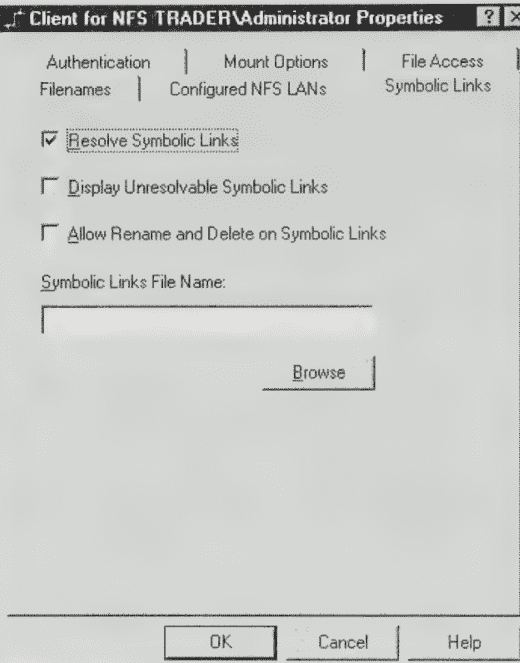 Client for NFS TRADER\Administrator Properties ? X
Authentication Mount Options File Access
Filenames Configured NFS LANs Symbolic Links
Resolve Symbolic Links
Display Unresolvable Symbolic Links
Allow Rename and Delete on Symbolic Links
Symbolic Links File Name:
Browse
OK Cancel Help